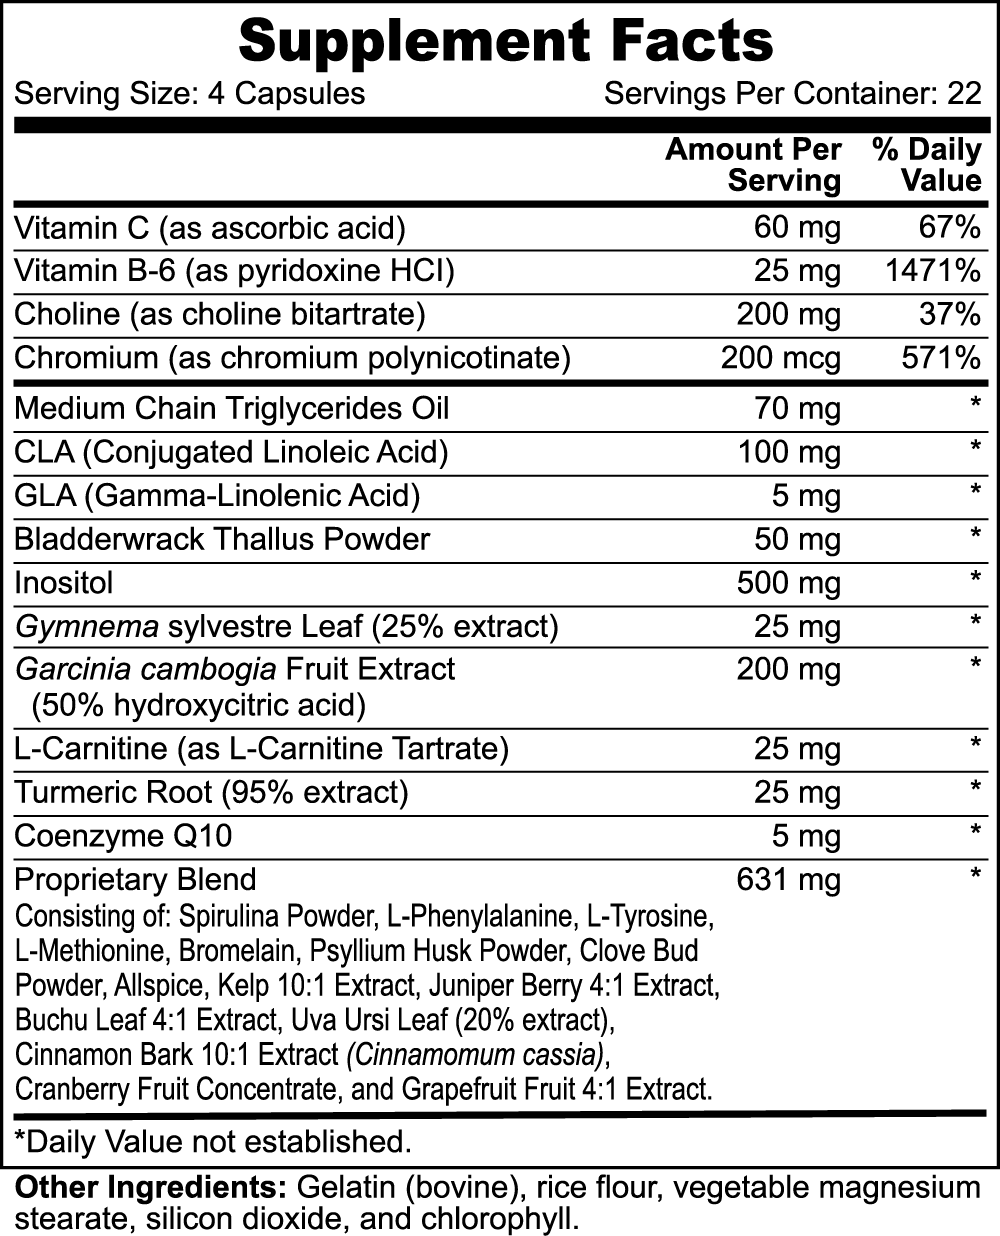 Supplement Facts
Serving Size: 4 Capsules Servings Per Container: 22
Amount Per Serving % Daily Value
Vitamin C (as ascorbic acid) 60 mg 67%
Vitamin B-6 (as pyridoxine HCl) 25 mg 1471%
Choline (as choline bitartrate) 200 mg 37%
Chromium (as chromium polynicotinate) 200 mcg 571%
Medium Chain Triglycerides Oil 70 mg *
CLA (Conjugated Linoleic Acid) 100 mg *
GLA (Gamma-Linolenic Acid) 5 mg *
Bladderwrack Thallus Powder 50 mg *
Inositol 500 mg *
Gymnema sylvestre Leaf (25% extract) 25 mg *
Garcinia cambogia Fruit Extract 200 mg *
(50% hydroxycitric acid)
L-Carnitine (as L-Carnitine Tartrate) 25 mg *
Turmeric Root (95% extract) 25 mg *
Coenzyme Q10 5 mg *
Proprietary Blend 631 mg *
Consisting of: Spirulina Powder, L-Phenylalanine, L-Tyrosine,
L-Methionine, Bromelain, Psyllium Husk Powder, Clove Bud
Powder, Allspice, Kelp 10:1 Extract, Juniper Berry 4:1 Extract,
Buchu Leaf 4:1 Extract, Uva Ursi Leaf (20% extract),
Cinnamon Bark 10:1 Extract (Cinnamomum cassia),
Cranberry Fruit Concentrate, and Grapefruit Fruit 4:1 Extract.
*Daily Value not established.
Other Ingredients: Gelatin (bovine), rice flour, vegetable magnesium
stearate, silicon dioxide, and chlorophyll.